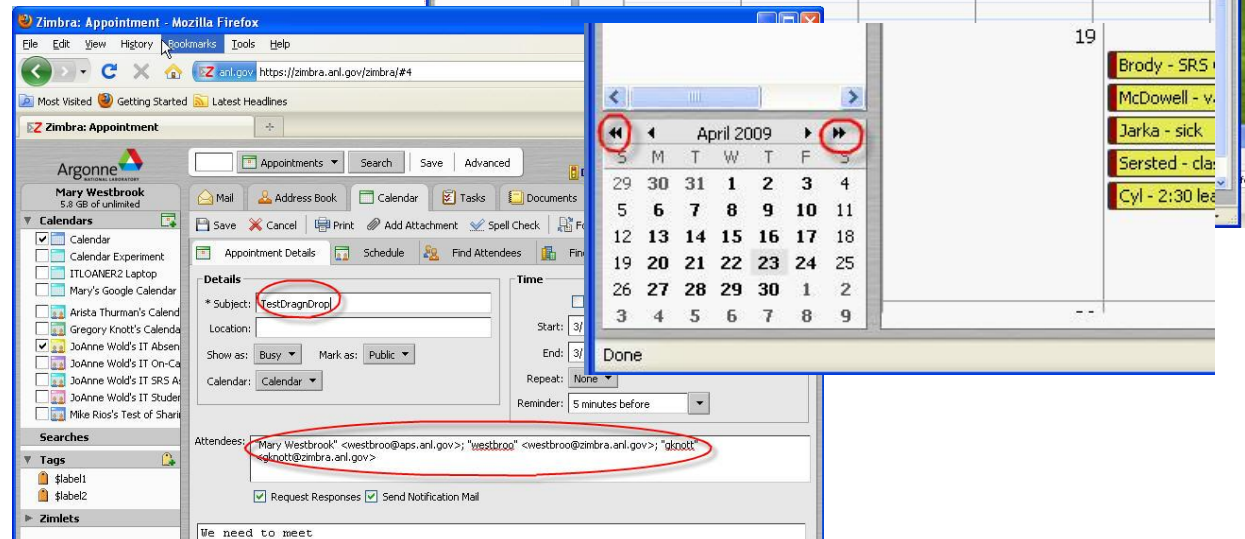 Zimbra: Appointment - Mozilla Firefox
File Edit View History Bookmarks Tools Help
anl.gov https://zimbra.anl.gov/zimbra/#4
Most Visited Getting Started Latest Headlines
Zimbra: Appointment
Argonne
NATIONAL LABORATORY
Appointments Search Save Advanced
Mary Westbrook
5.8 GB of unlimited
Mail Address Book Calendar Tasks Documents
Calendars
Calendar
Calendar Experiment
ITLOANER2 Laptop
Mary's Google Calendar
Arista Thurman's Calend
Gregory Knott's Calenda
JoAnne Wold's IT Absen
JoAnne Wold's IT On-Ca
JoAnne Wold's IT SRS A
JoAnne Wold's IT Studer
Mike Rios's Test of Shari
Searches
Tags
$label1
$label2
Zimlets
Save Cancel Print Add Attachment Spell Check Fo
Appointment Details Schedule Find Attendees Fin
Details
* Subject: TestDragnDrop
Location:
Show as: Busy Mark as: Public
Calendar: Calendar
Time
Start: 3/
End: 3/
Repeat: None
Reminder: 5 minutes before
Attendees: "Mary Westbrook" <westbroo@aps.anl.gov>; "westbroo" <westbroo@zimbra.anl.gov>; "gknott"
<gknott@zimbra.anl.gov>
Request Responses Send Notification Mail
We need to meet
April 2009
S M T W T F S
29 30 31 1 2 3 4
5 6 7 8 9 10 11
12 13 14 15 16 17 18
19 20 21 22 23 24 25
26 27 28 29 30 1 2
3 4 5 6 7 8 9
Done
19
Brody - SRS
McDowell - v
Jarka - sick
Sersted - clas
Cyl - 2:30 lea
--